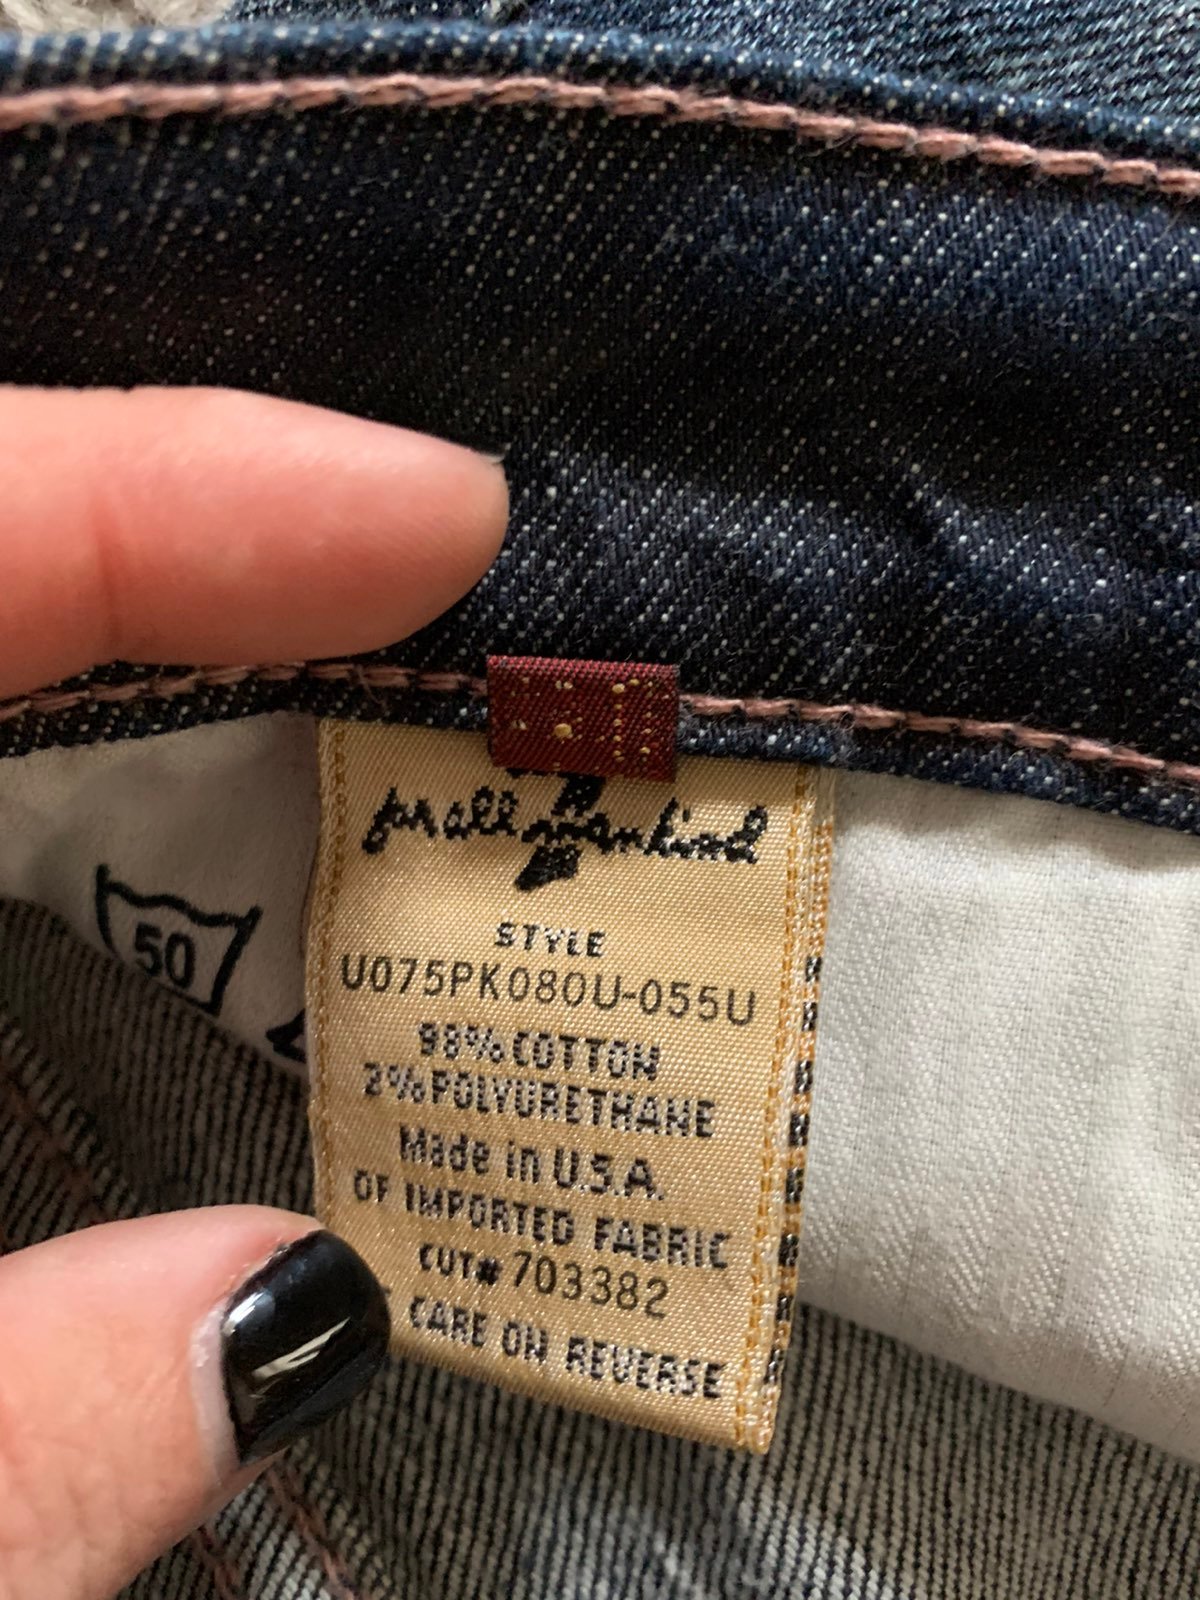 7
for all mankind
STYLE
U075PK080U-055U
98% COTTON
2% POLYURETHANE
Made in U.S.A.
OF IMPORTED FABRIC
CUT# 703382
CARE ON REVERSE
50